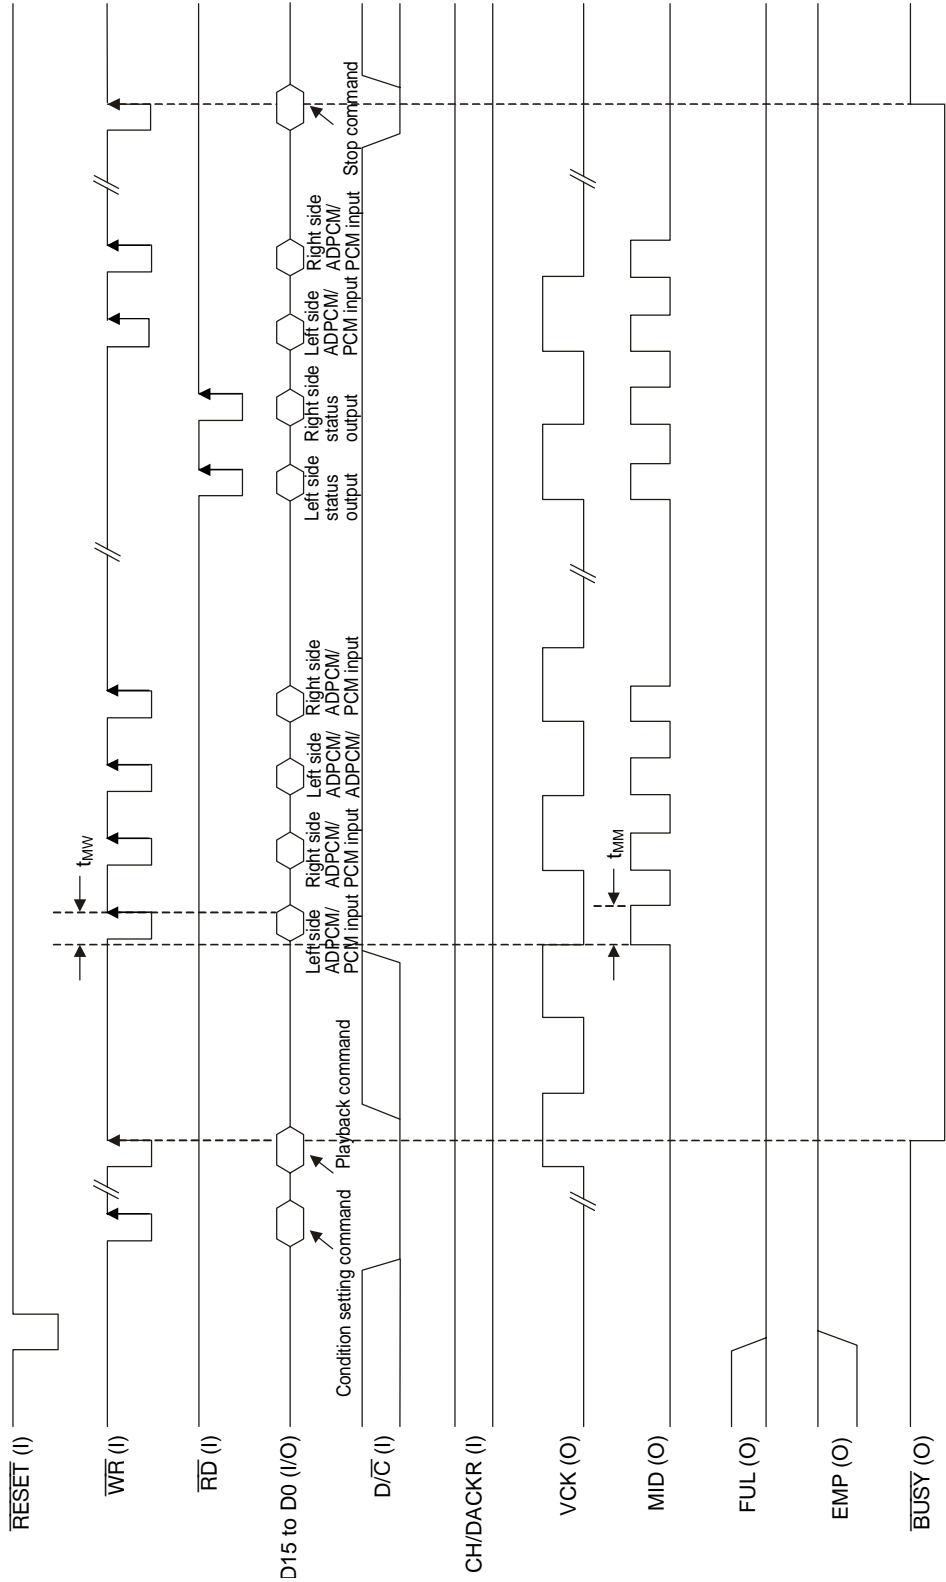 RESET (I)
WR (I)
RD (I)
D15 to D0 (I/O)
D/C (I)
CH/DACKR (I)
VCK (O)
MID (O)
FUL (O)
EMP (O)
BUSY (O)
tMW
Condition setting command
Playback command
Left side
ADPCM/
PCM input
Right side
ADPCM/
PCM input
Left side
ADPCM/
ADPCM/
Right side
ADPCM/
PCM input
Left side
status
output
Right side
status
output
Left side
ADPCM/
PCM input
Right side
ADPCM/
PCM input
Stop command
tMM